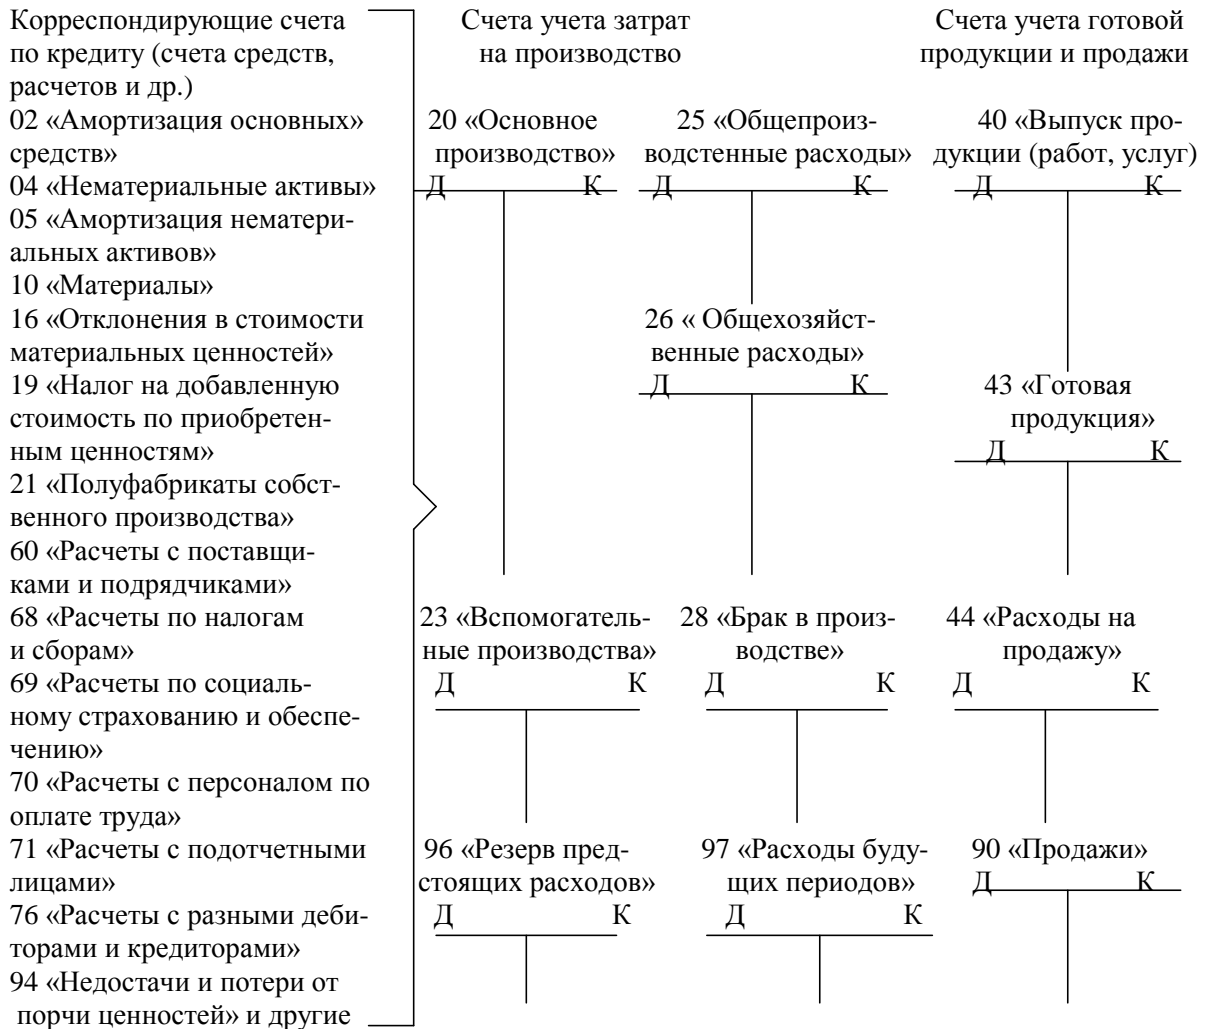 Корреспондирующие счета
по кредиту (счета средств,
расчетов и др.)
02 «Амортизация основных»
средств»
04 «Нематериальные активы»
05 «Амортизация нематери-
альных активов»
10 «Материалы»
16 «Отклонения в стоимости
материальных ценностей»
19 «Налог на добавленную
стоимость по приобретен-
ным ценностям»
21 «Полуфабрикаты собст-
венного производства»
60 «Расчеты с поставщи-
ками и подрядчиками»
68 «Расчеты по налогам
и сборам»
69 «Расчеты по социаль-
ному страхованию и обеспе-
чению»
70 «Расчеты с персоналом по
оплате труда»
71 «Расчеты с подотчетными
лицами»
76 «Расчеты с разными деби-
торами и кредиторами»
94 «Недостачи и потери от
порчи ценностей» и другие
Счета учета затрат
на производство
20 «Основное
производство»
Д К
25 «Общепроиз-
водстенные расходы»
Д К
26 « Общехозяйст-
венные расходы»
Д К
23 «Вспомогатель-
ные производства»
Д К
28 «Брак в произ-
водстве»
Д К
96 «Резерв пред-
стоящих расходов»
Д К
97 «Расходы буду-
щих периодов»
Д К
Счета учета готовой
продукции и продажи
40 «Выпуск про-
дукции (работ, услуг)
Д К
43 «Готовая
продукция»
Д К
44 «Расходы на
продажу»
Д К
90 «Продажи»
Д К